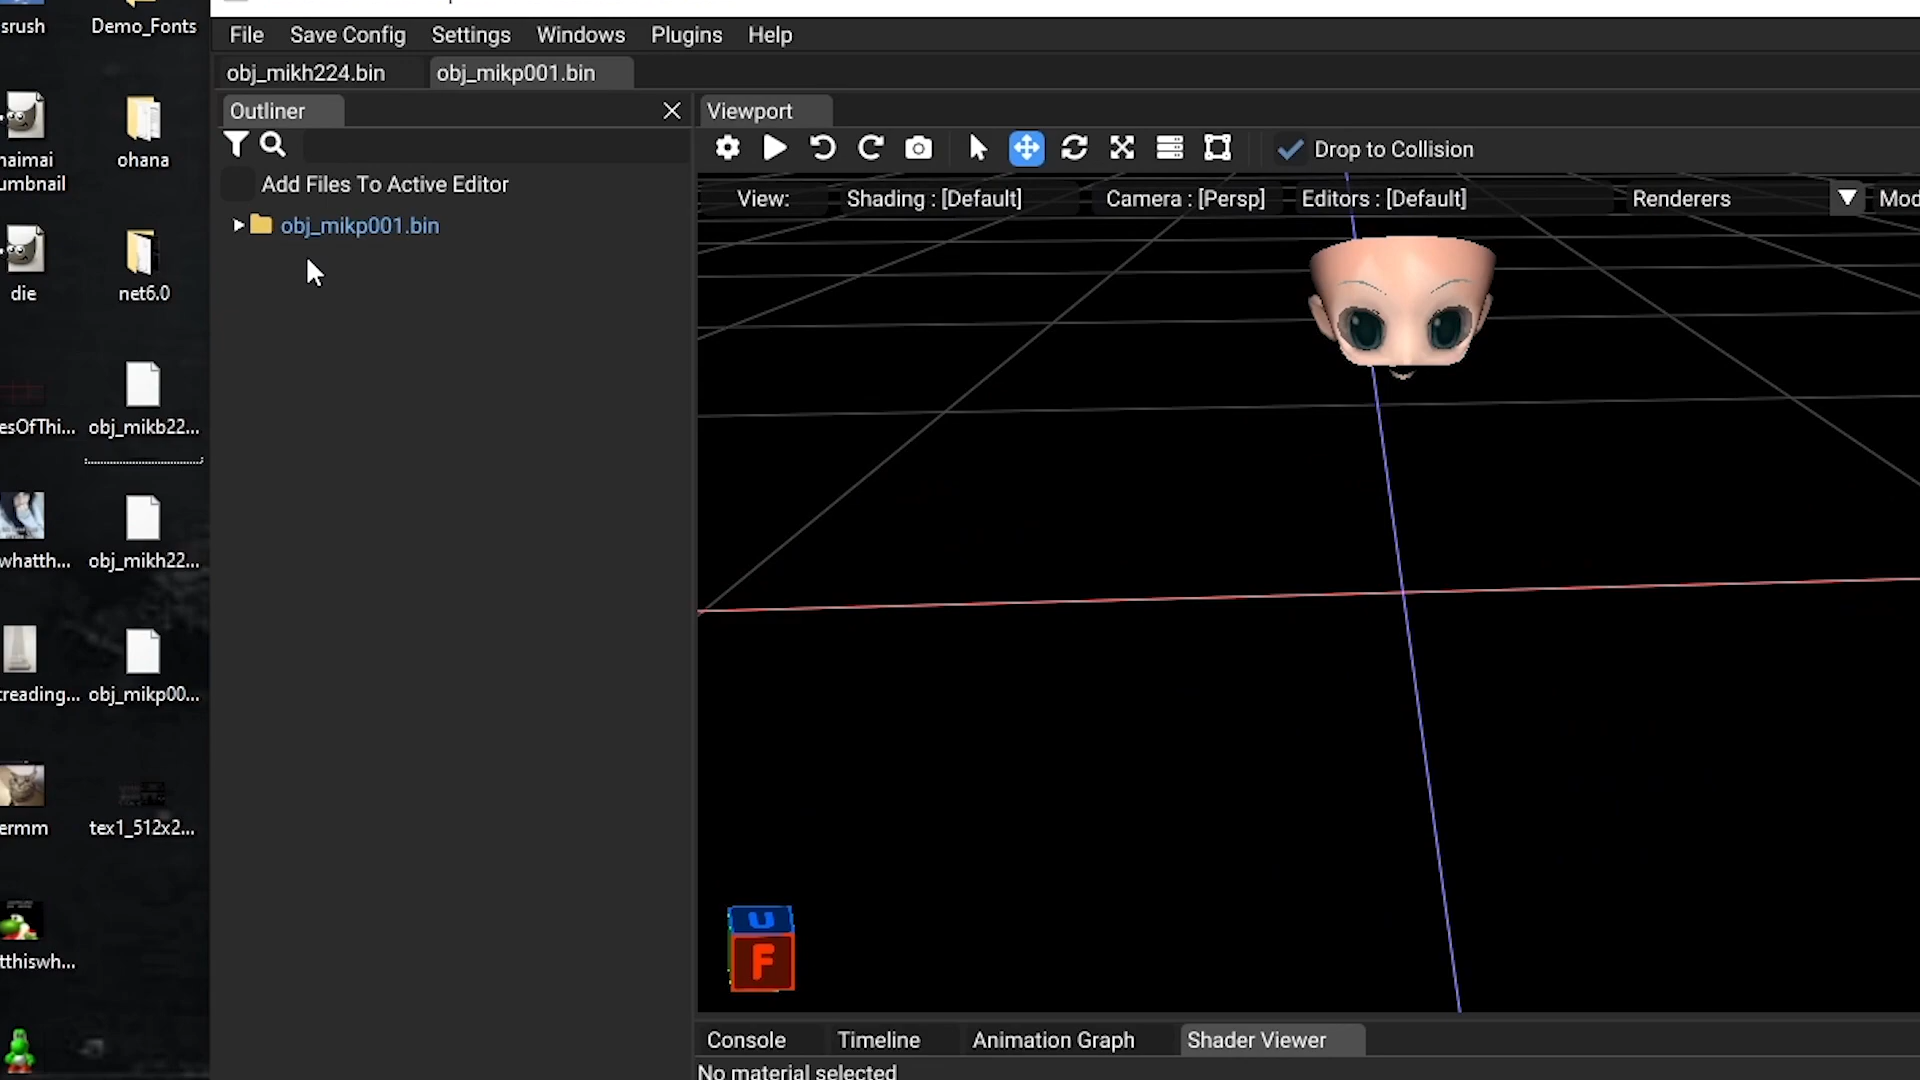 srush
Demo_Fonts
naimai
umbnail
ohana
die
net6.0
esOfThi...
obj_mikb22...
whatth...
obj_mikh22...
treading...
obj_mikp00...
ermm
tex1_512x2...
tthiswh...
File Save Config Settings Windows Plugins Help
obj_mikh224.bin obj_mikp001.bin
Outliner
Add Files To Active Editor
obj_mikp001.bin
Viewport
Drop to Collision
View: Shading : [Default] Camera : [Persp] Editors : [Default] Renderers Mod
U
F
Console Timeline Animation Graph Shader Viewer
No material selected